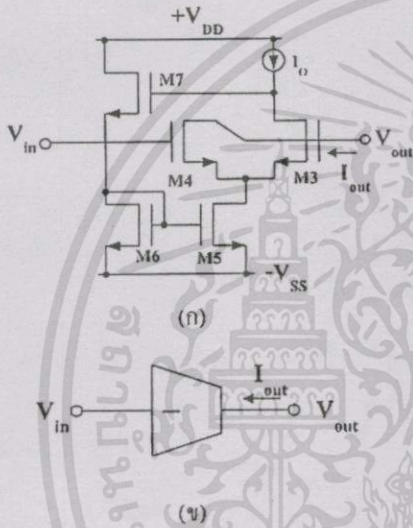 +V_DD
M7
I_o
V_in
V_out
M4
M3
I_out
M6
M5
-V_SS
(ก)
I_out
V_in
V_out
(ข)